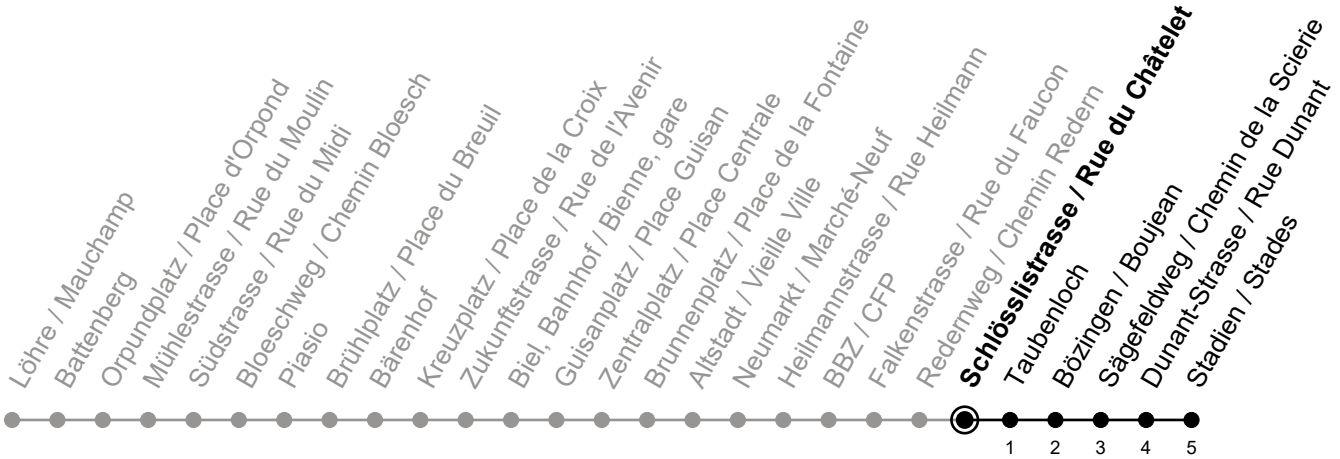 Löhre / Mauchamp
Battenberg
Orpundplatz / Place d'Orpond
Mühlestrasse / Rue du Moulin
Südstrasse / Rue du Midi
Bloeschweg / Chemin Bloesch
Piasio
Brühlplatz / Place du Breuil
Bärenhof
Kreuzplatz / Place de la Croix
Zukunftstrasse / Rue de l'Avenir
Biel, Bahnhof / Bienne, gare
Guisanplatz / Place Guisan
Zentralplatz / Place Centrale
Brunnenplatz / Place de la Fontaine
Altstadt / Vieille Ville
Neumarkt / Marché-Neuf
Heilmannstrasse / Rue Heilmann
BBZ / CFP
Falkenstrasse / Rue du Faucon
Redernweg / Chemin Redern
Schlösslistrasse / Rue du Châtelet
Taubenloch
Bözingen / Boujean
Sägefeldweg / Chemin de la Scierie
Dunant-Strasse / Rue Dunant
Stadien / Stades
1 2 3 4 5